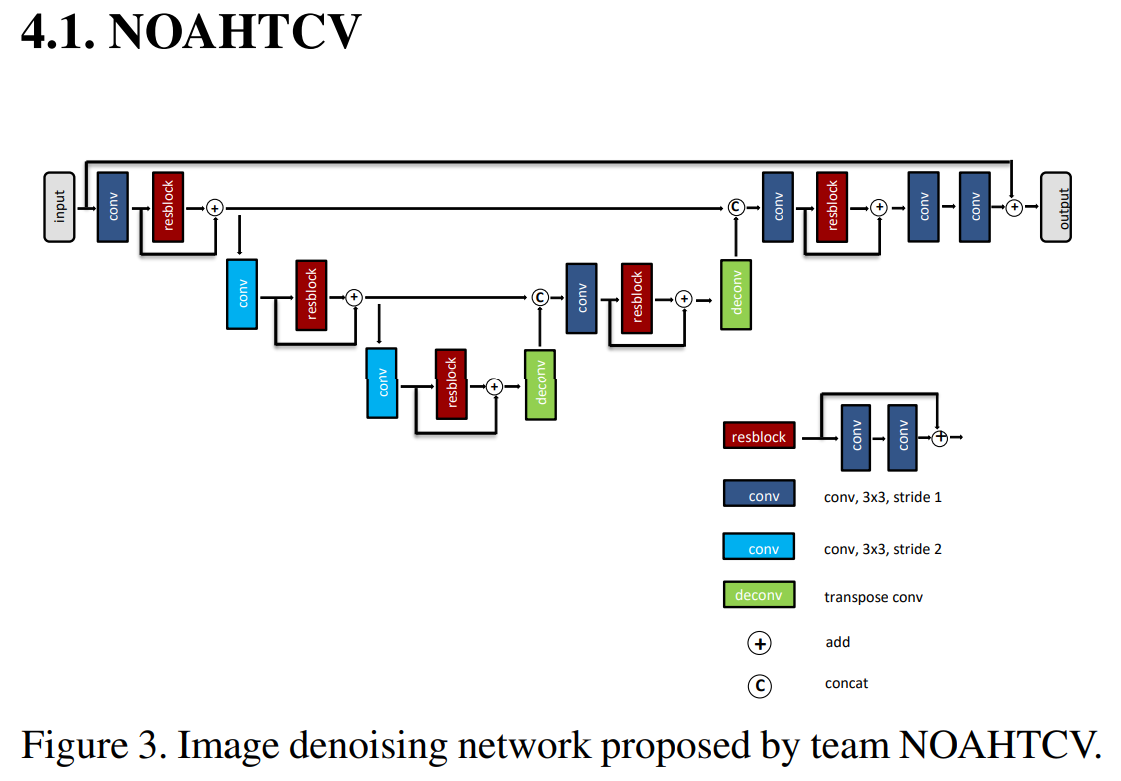 4.1. NOAHTCV
input
conv
resblock
+
C
conv
resblock
+
conv
conv
+
output
conv
resblock
+
C
conv
resblock
+
deconv
conv
resblock
+
deconv
resblock
conv
conv
+
conv
conv, 3x3, stride 1
conv
conv, 3x3, stride 2
deconv
transpose conv
+
add
C
concat
Figure 3. Image denoising network proposed by team NOAHTCV.